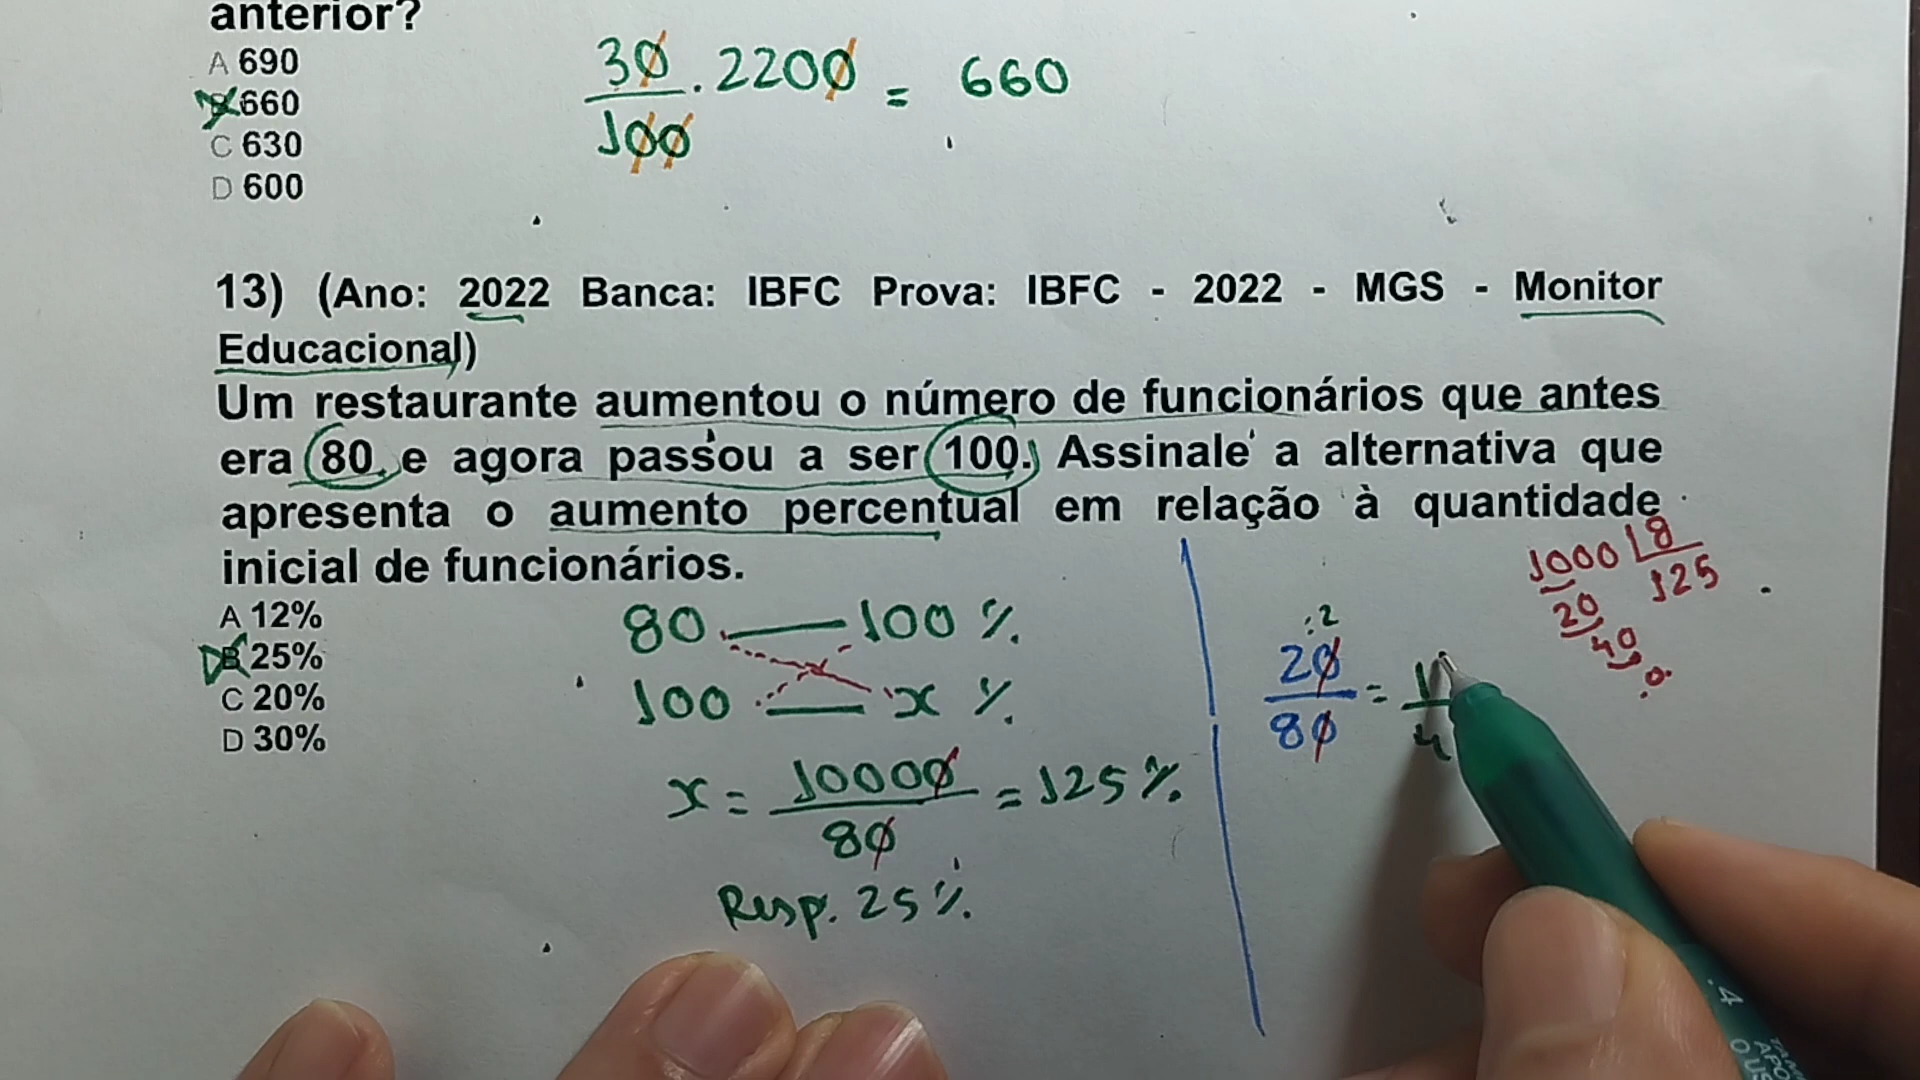 anterior?
A 690
B 660
C 630
D 600
30/100 . 2200 = 660
13) (Ano: 2022 Banca: IBFC Prova: IBFC - 2022 - MGS - Monitor
Educacional)
Um restaurante aumentou o número de funcionários que antes
era 80, e agora passou a ser 100. Assinale a alternativa que
apresenta o aumento percentual em relação à quantidade
inicial de funcionários.
A 12%
B 25%
C 20%
D 30%
80 — 100 %
100 — x %
x = 10000/80 = 125 %
Resp. 25 %
:2
20/80 = 1/4
1000 8
20 125
40
0